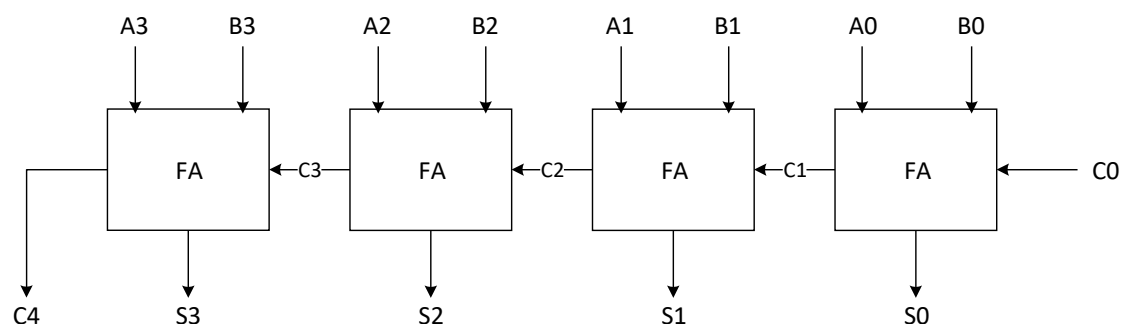 A3 B3 A2 B2 A1 B1 A0 B0
FA C3 FA C2 FA C1 FA C0
C4 S3 S2 S1 S0